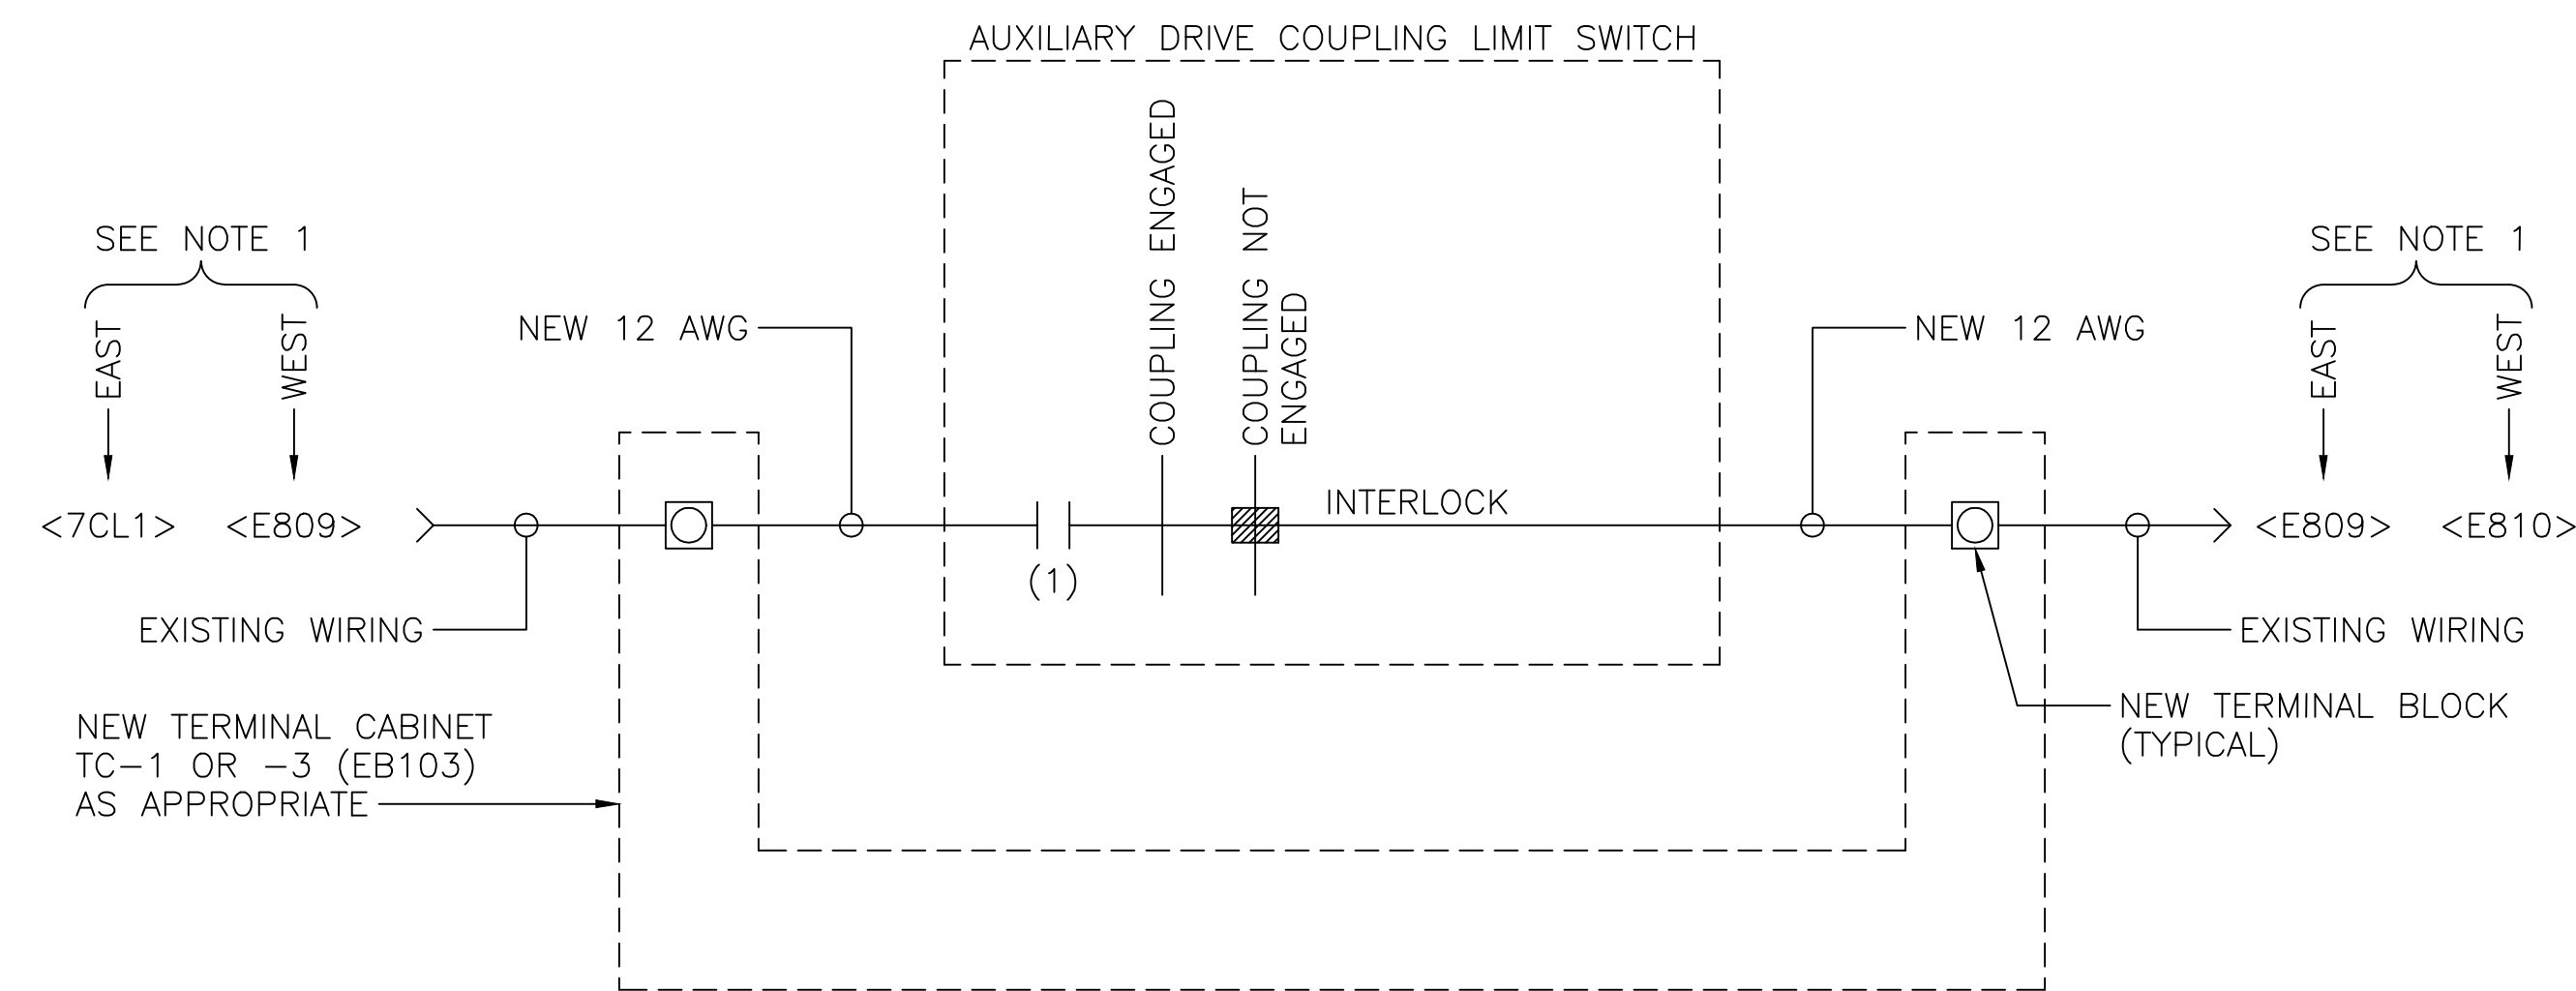 AUXILIARY DRIVE COUPLING LIMIT SWITCH
COUPLING ENGAGED
COUPLING NOT
ENGAGED
SEE NOTE 1
EAST
WEST
<7CL1>
<E809>
NEW 12 AWG
EXISTING WIRING
NEW TERMINAL CABINET
TC-1 OR -3 (EB103)
AS APPROPRIATE
(1)
INTERLOCK
NEW 12 AWG
SEE NOTE 1
EAST
WEST
<E809>
<E810>
EXISTING WIRING
NEW TERMINAL BLOCK
(TYPICAL)